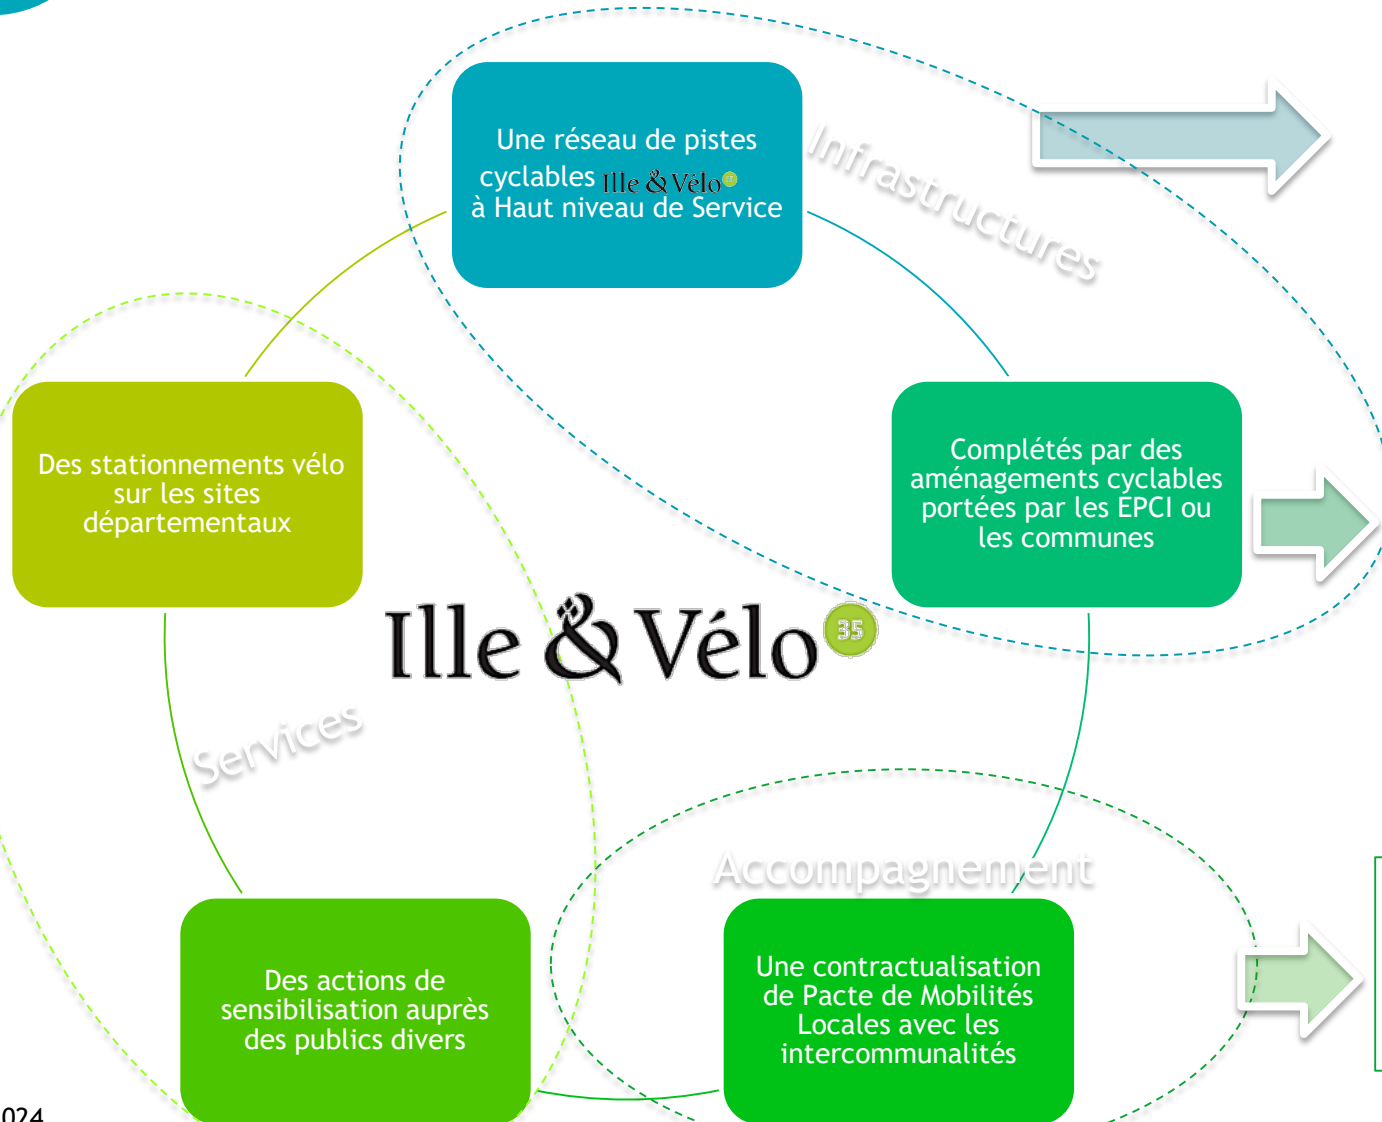 Une réseau de pistes
cyclables Ille & Vélo 35
à Haut niveau de Service
Infrastructures
Des stationnements vélo
sur les sites
départementaux
Complétés par des
aménagements cyclables
portées par les EPCI ou
les communes
Ille & Vélo 35
Services
Accompagnement
Des actions de
sensibilisation auprès
des publics divers
Une contractualisation
de Pacte de Mobilités
Locales avec les
intercommunalités
024